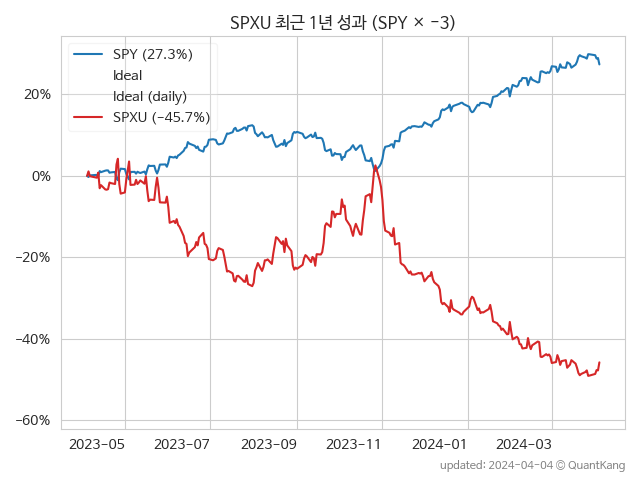 SPXU 최근 1년 성과 (SPY × −3)
SPY (27.3%)
Ideal
Ideal (daily)
SPXU (−45.7%)
20%
0%
−20%
−40%
−60%
2023−05 2023−07 2023−09 2023−11 2024−01 2024−03
updated: 2024−04−04 © QuantKang